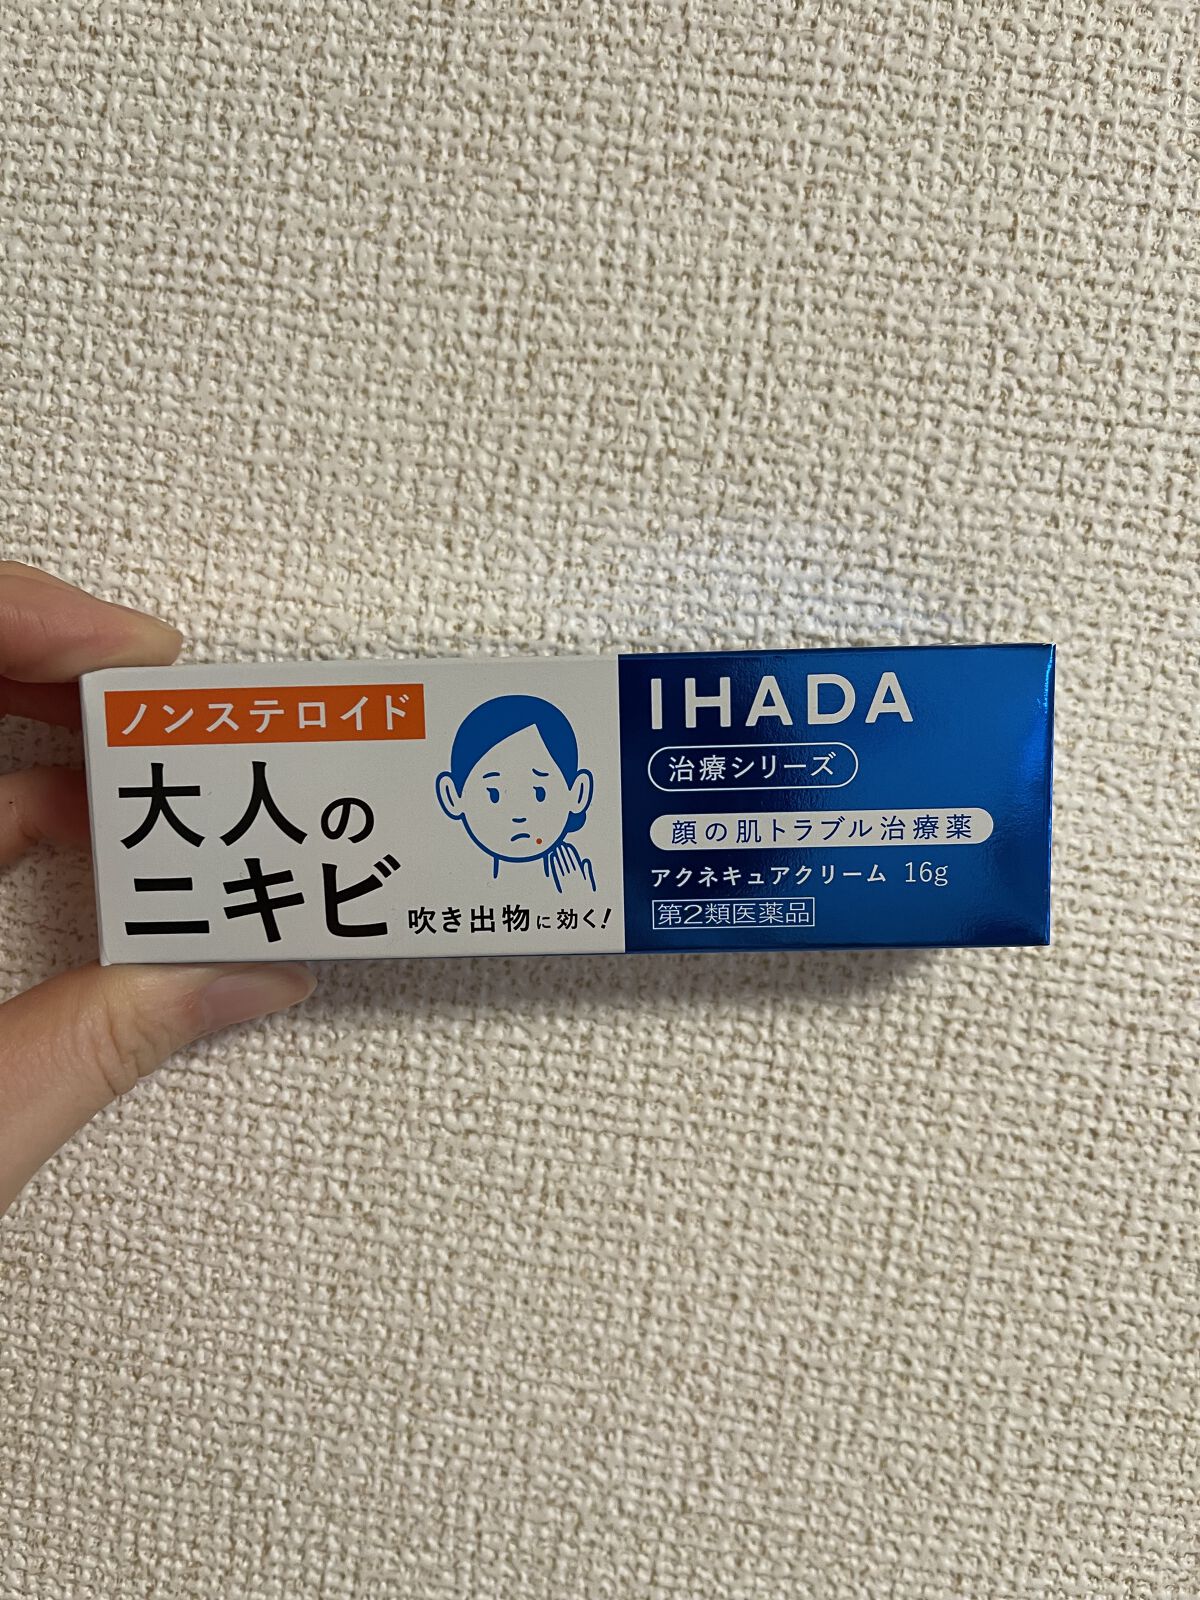 ノンステロイド
大人の
ニキビ
吹き出物に効く!
IHADA
治療シリーズ
顔の肌トラブル治療薬
アクネキュアクリーム 16g
第2類医薬品